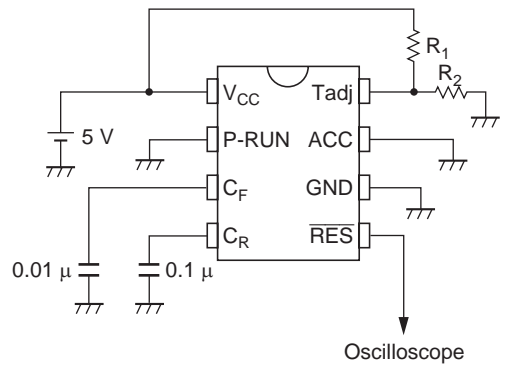 R1
R2
VCC
Tadj
5 V
P-RUN
ACC
CF
GND
CR
RES
0.01 μ
0.1 μ
Oscilloscope